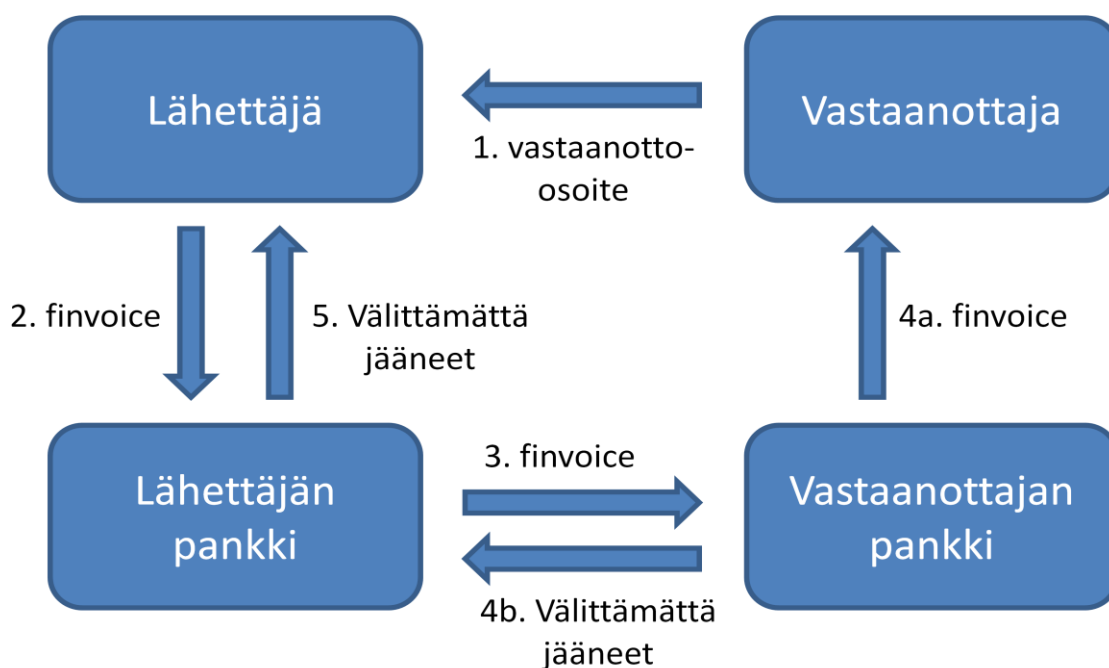 Lähettäjä
Vastaanottaja
1. vastaanotto-
osoite
2. finvoice
5. Välittämättä
jääneet
4a. finvoice
Lähettäjän
pankki
3. finvoice
4b. Välittämättä
jääneet
Vastaanottajan
pankki